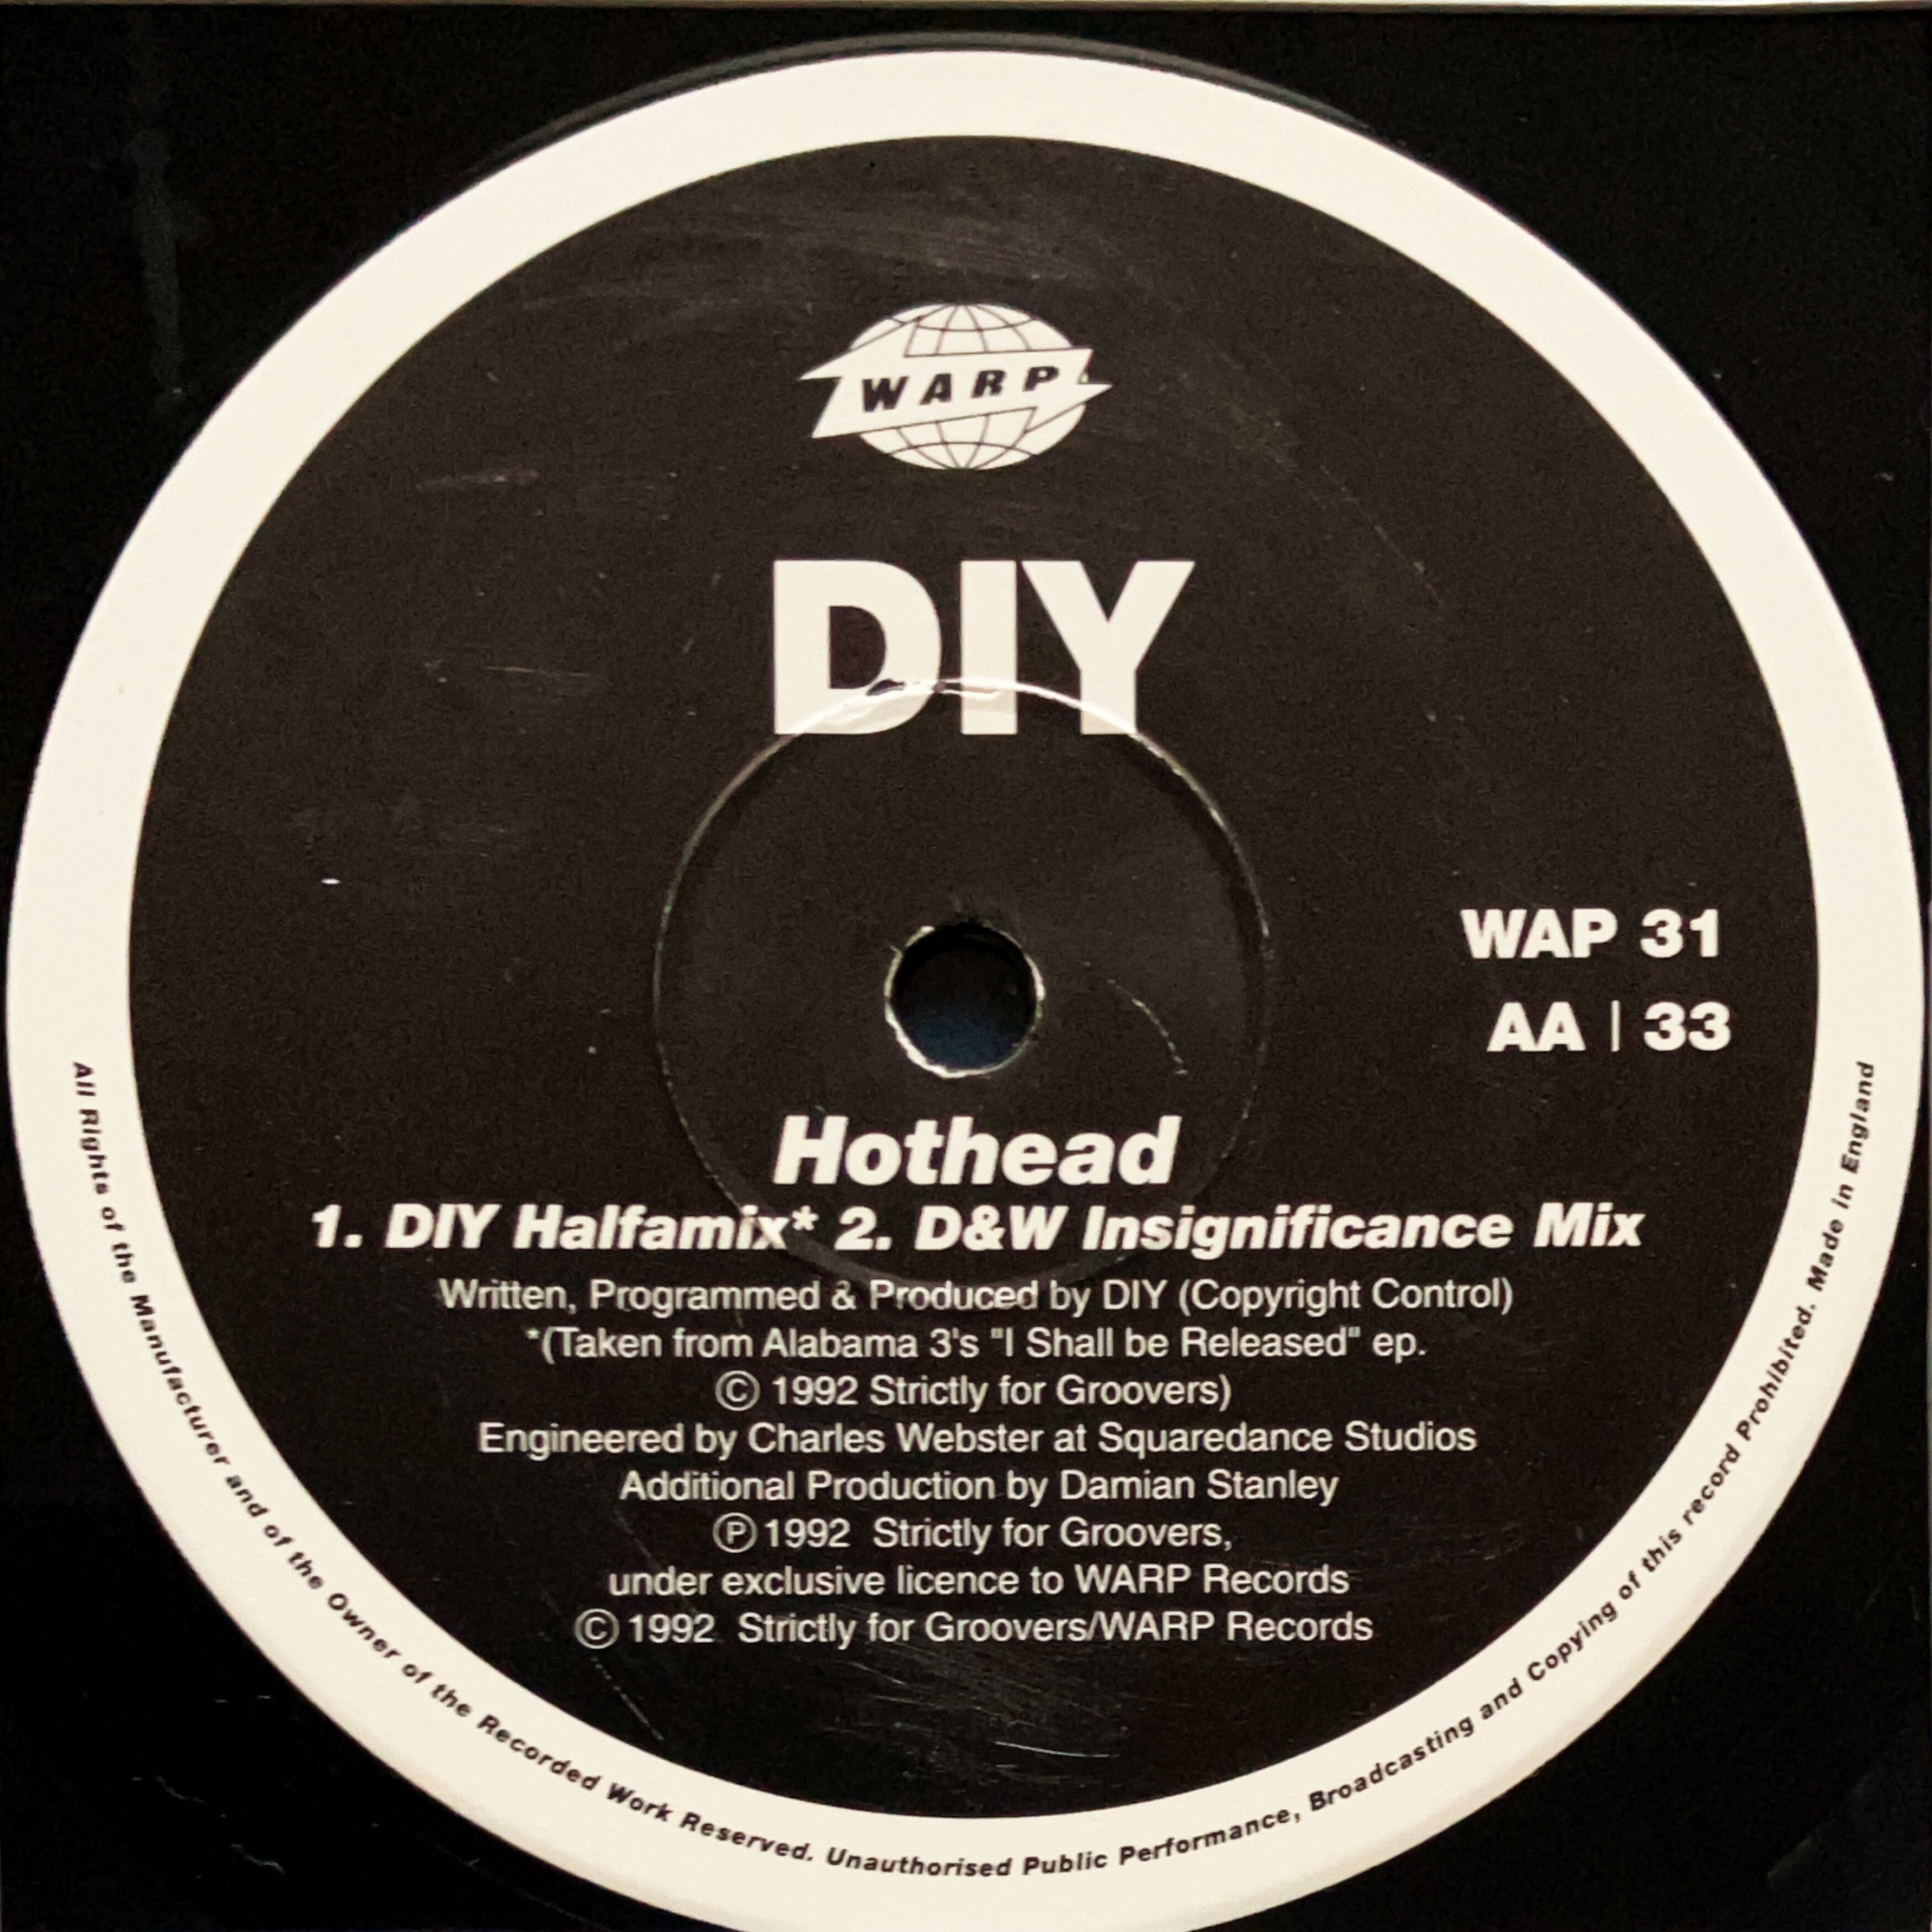 WARP
DIY
WAP 31
AA | 33
Hothead
1. DIY Halfamix* 2. D&W Insignificance Mix
Written, Programmed & Produced by DIY (Copyright Control)
*(Taken from Alabama 3's "I Shall be Released" ep.
© 1992 Strictly for Groovers)
Engineered by Charles Webster at Squaredance Studios
Additional Production by Damian Stanley
℗ 1992 Strictly for Groovers,
under exclusive licence to WARP Records
© 1992 Strictly for Groovers/WARP Records
All Rights of the Manufacturer and of the Owner of the Recorded Work Reserved. Unauthorised Public Performance, Broadcasting and Copying of this record Prohibited. Made in England